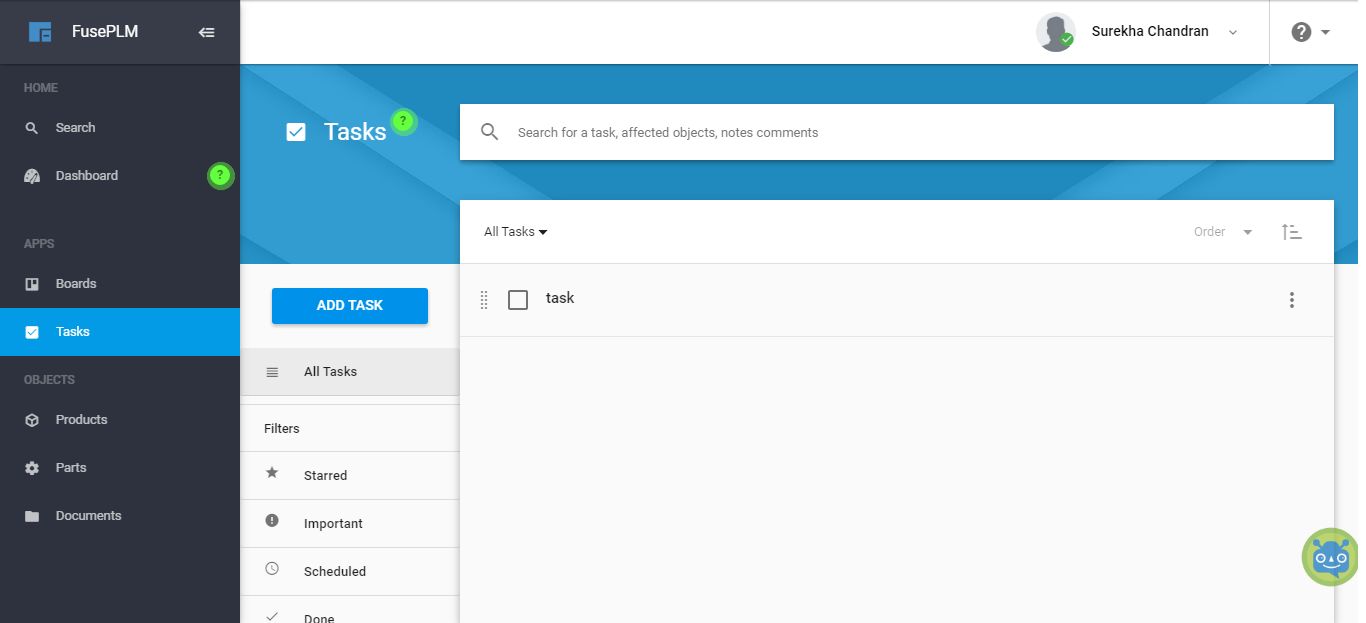 FusePLM
Surekha Chandran
?
HOME
Search
Dashboard
?
APPS
Boards
Tasks
OBJECTS
Products
Parts
Documents
Tasks
?
Search for a task, affected objects, notes comments
ADD TASK
All Tasks
Filters
Starred
Important
Scheduled
Done
All Tasks
Order
task